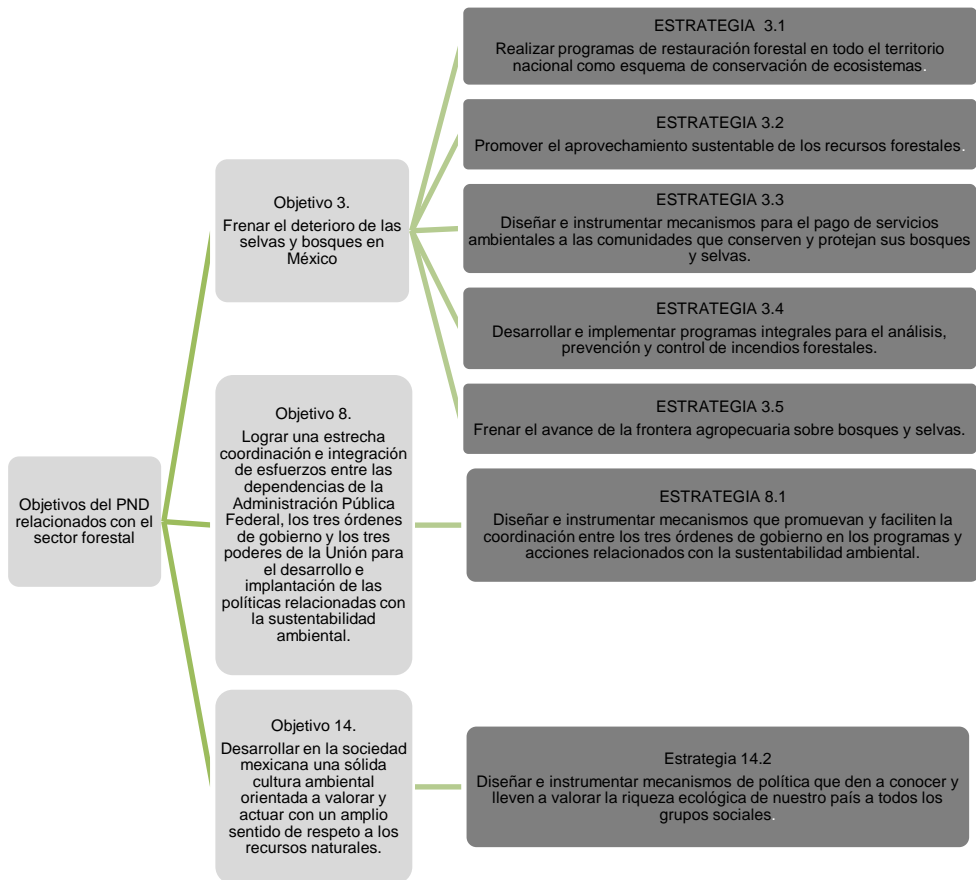 Objetivos del PND
relacionados con el
sector forestal
Objetivo 3.
Frenar el deterioro de las
selvas y bosques en
México
ESTRATEGIA 3.1
Realizar programas de restauración forestal en todo el territorio
nacional como esquema de conservación de ecosistemas.
ESTRATEGIA 3.2
Promover el aprovechamiento sustentable de los recursos forestales.
ESTRATEGIA 3.3
Diseñar e instrumentar mecanismos para el pago de servicios
ambientales a las comunidades que conserven y protejan sus bosques
y selvas.
ESTRATEGIA 3.4
Desarrollar e implementar programas integrales para el análisis,
prevención y control de incendios forestales.
ESTRATEGIA 3.5
Frenar el avance de la frontera agropecuaria sobre bosques y selvas.
Objetivo 8.
Lograr una estrecha
coordinación e integración
de esfuerzos entre las
dependencias de la
Administración Pública
Federal, los tres órdenes
de gobierno y los tres
poderes de la Unión para
el desarrollo e
implantación de las
políticas relacionadas con
la sustentabilidad
ambiental.
ESTRATEGIA 8.1
Diseñar e instrumentar mecanismos que promuevan y faciliten la
coordinación entre los tres órdenes de gobierno en los programas y
acciones relacionados con la sustentabilidad ambiental.
Objetivo 14.
Desarrollar en la sociedad
mexicana una sólida
cultura ambiental
orientada a valorar y
actuar con un amplio
sentido de respeto a los
recursos naturales.
Estrategia 14.2
Diseñar e instrumentar mecanismos de política que den a conocer y
lleven a valorar la riqueza ecológica de nuestro país a todos los
grupos sociales.